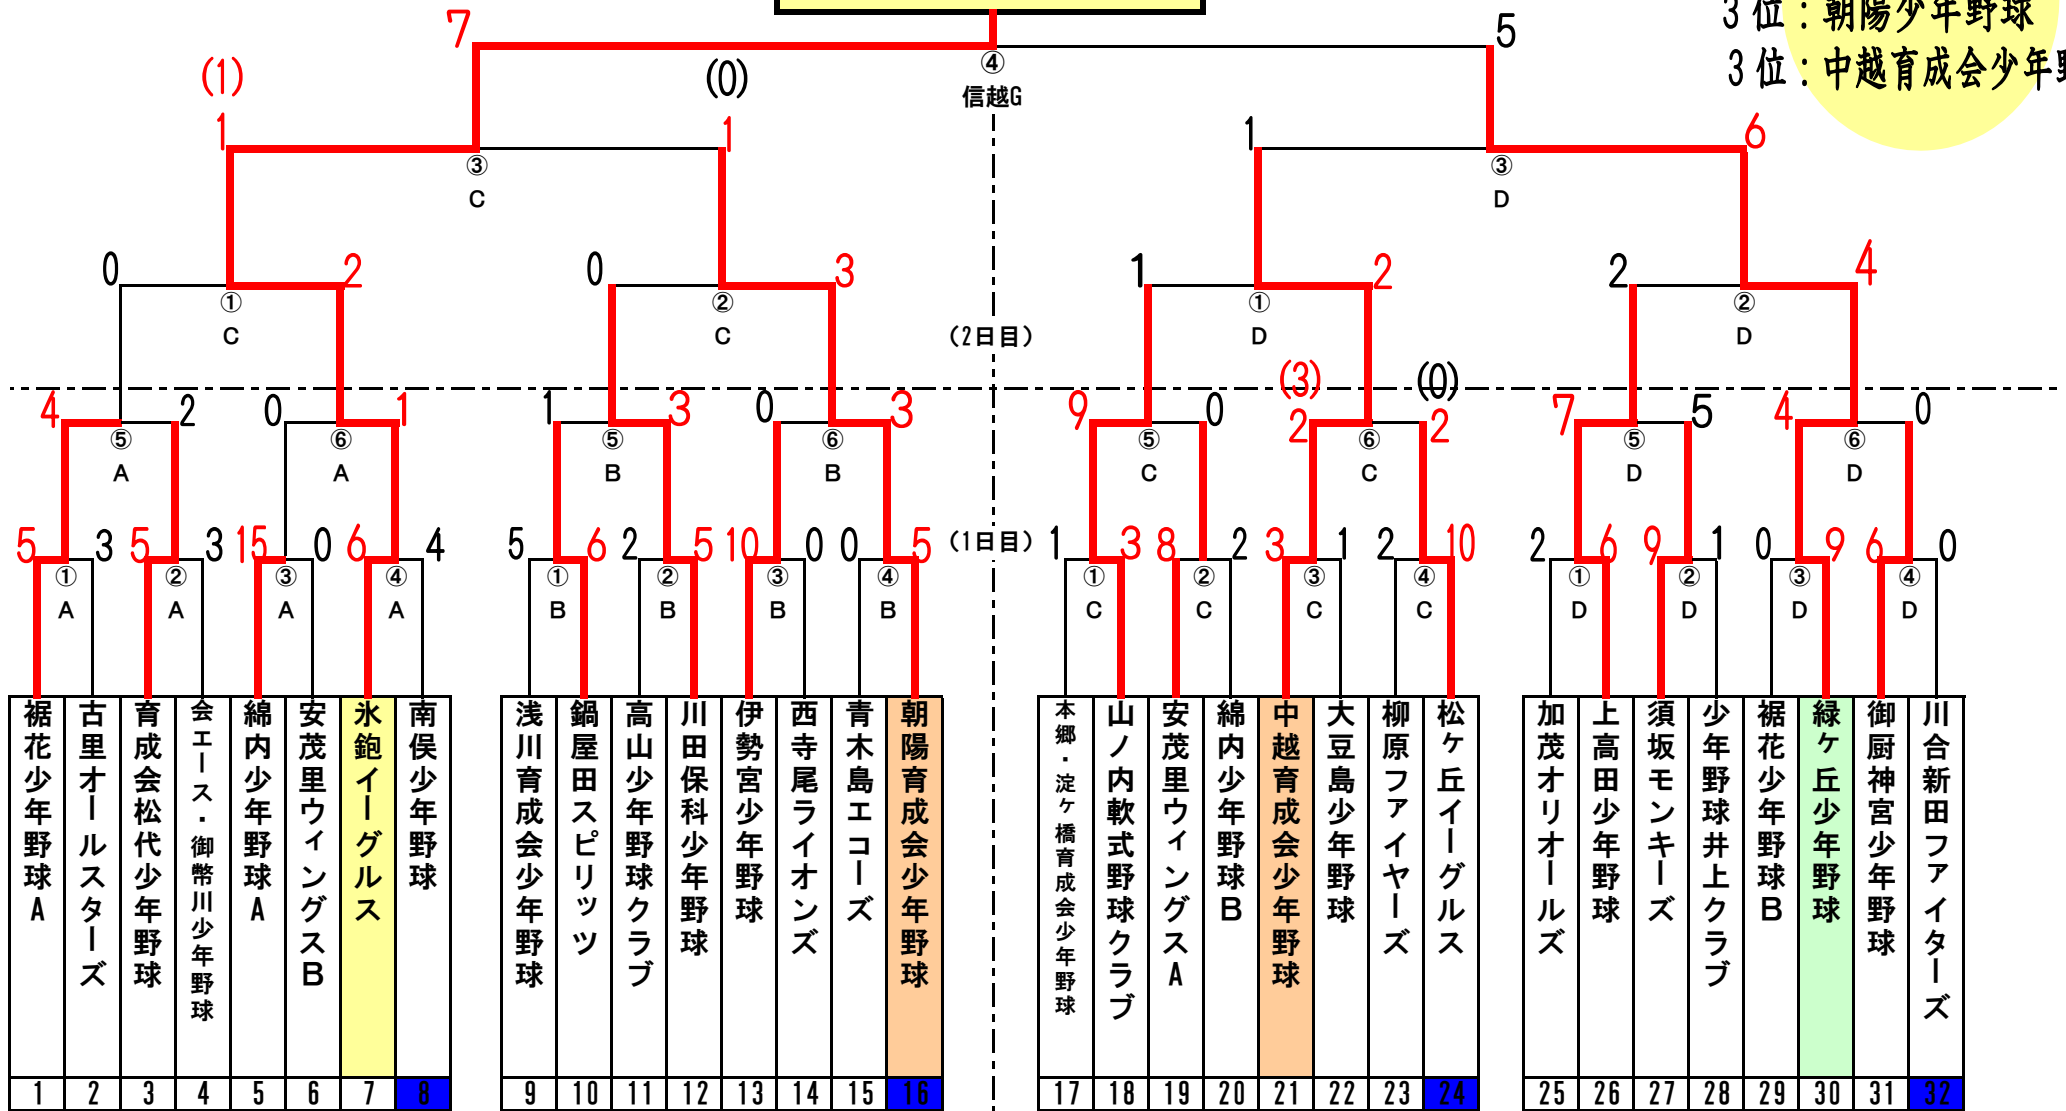 3位：朝陽少年野球
3位：中越育成会少年野
7 5
④
信越G
(1) (0)
1 1 1 6
③ ③
C D
0 2 0 3 1 2 2 4
① ② ① ②
C C D D
(2日目)
(3) (0)
4 2 0 1 1 3 0 3 9 0 2 2 7 5 4 0
⑤ ⑥ ⑤ ⑥ ⑤ ⑥ ⑤ ⑥
A A B B C C D D
(1日目)
5 3 5 3 15 0 6 4 5 6 2 5 10 0 0 5 1 3 8 2 3 1 2 10 2 6 9 1 0 9 6 0
① ② ③ ④ ① ② ③ ④ ① ② ③ ④ ① ② ③ ④
A A A A B B B B C C C C D D D D
裾花少年野球A
古里オールスターズ
育成会松代少年野球
会エース・御幣川少年野球
綿内少年野球A
安茂里ウィングスB
氷鉋イーグルス
南俣少年野球
浅川育成会少年野球
鍋屋田スピリッツ
高山少年野球クラブ
川田保科少年野球
伊勢宮少年野球
西寺尾ライオンズ
青木島エコーズ
朝陽育成会少年野球
本郷・淀ケ橋育成会少年野球
山ノ内軟式野球クラブ
安茂里ウィングスA
綿内少年野球B
中越育成会少年野球
大豆島少年野球
柳原ファイヤーズ
松ケ丘イーグルス
加茂オリオールズ
上高田少年野球
須坂モンキーズ
少年野球井上クラブ
裾花少年野球B
緑ケ丘少年野球
御厨神宮少年野球
川合新田ファイターズ
1 2 3 4 5 6 7 8 9 10 11 12 13 14 15 16 17 18 19 20 21 22 23 24 25 26 27 28 29 30 31 32